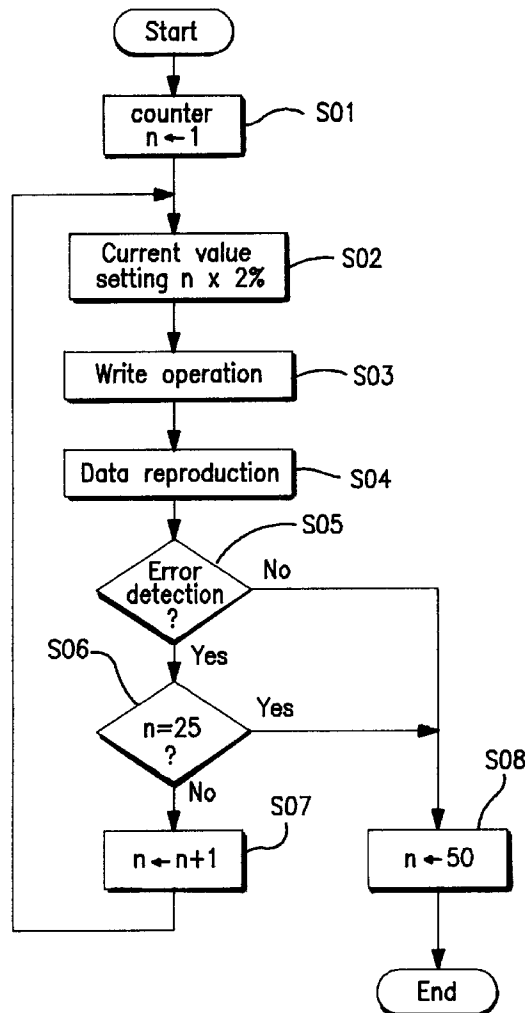 Start
counter
n ← 1
S01
Current value
setting n x 2%
S02
Write operation
S03
Data reproduction
S04
S05
Error
detection
?
No
Yes
S06
n=25
?
Yes
No
S07
n ← n+1
S08
n ← 50
End